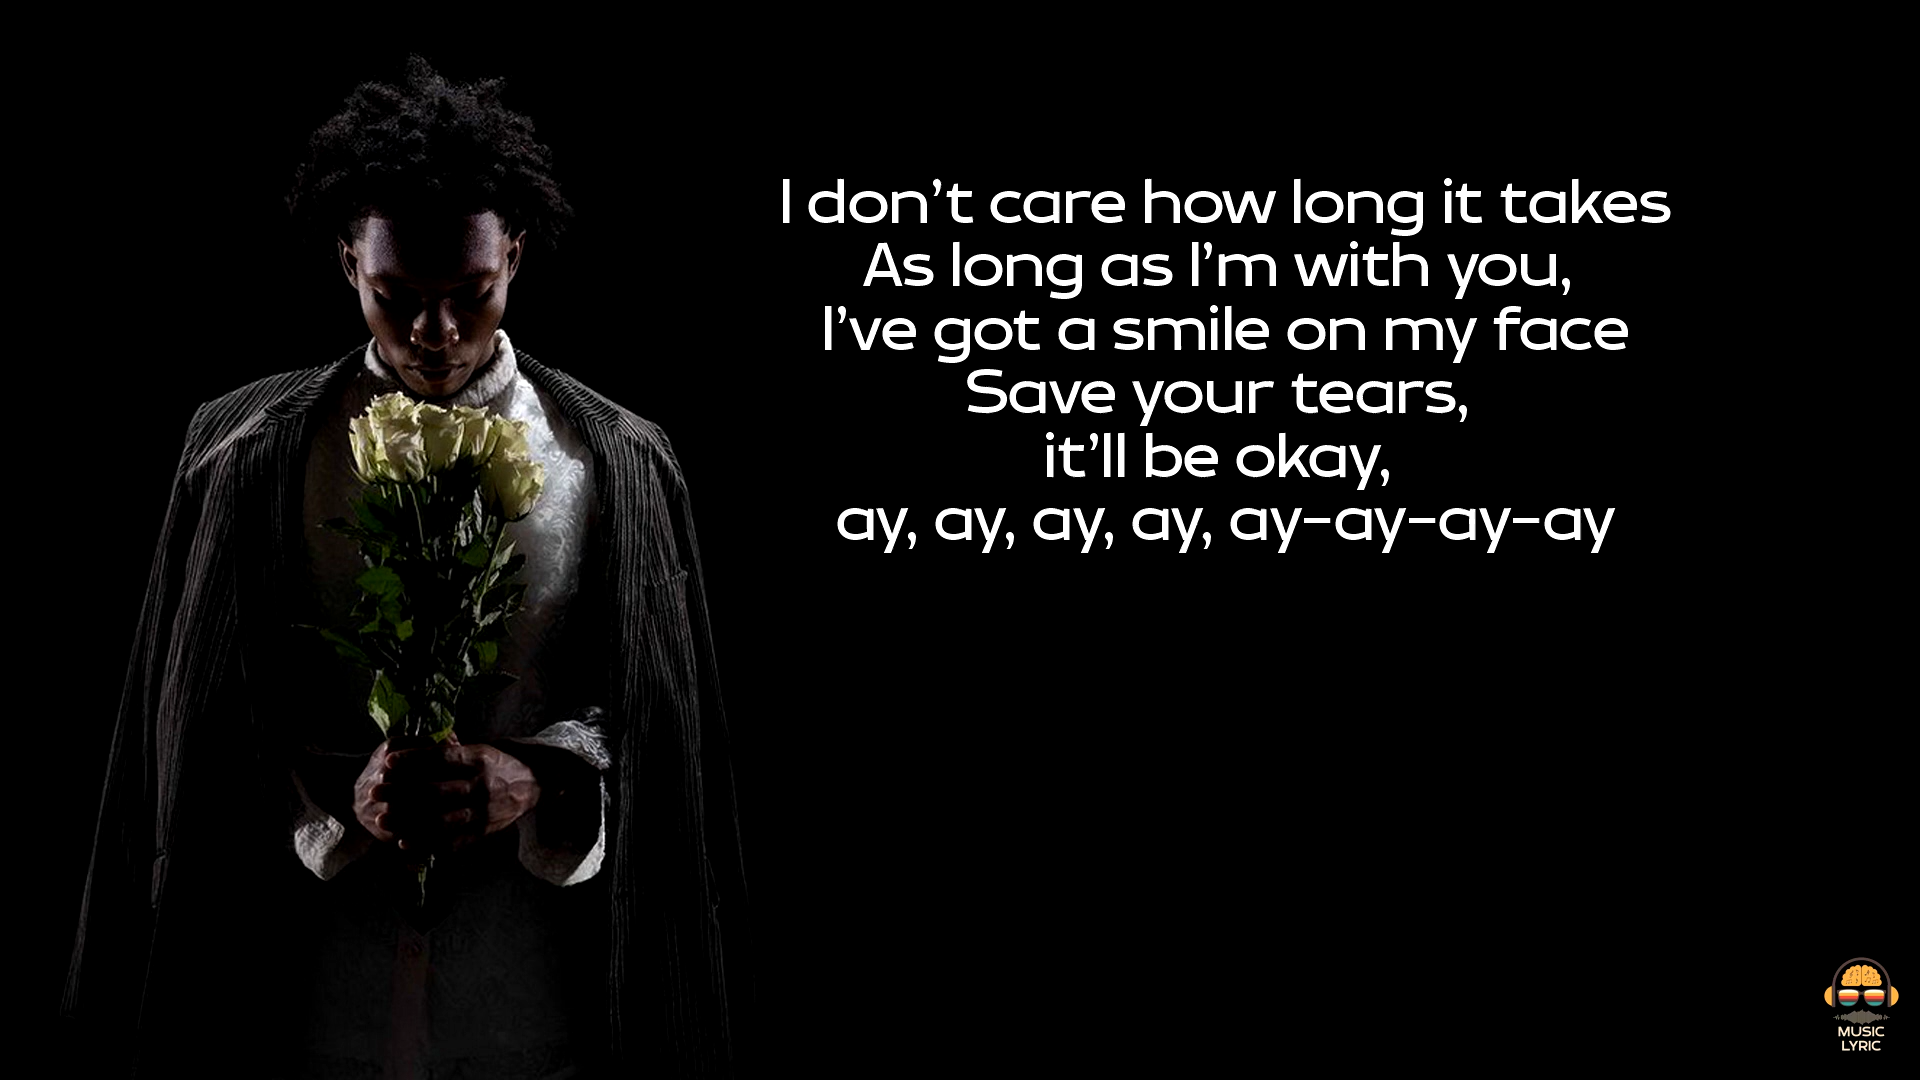 I don’t care how long it takes
As long as I’m with you,
I’ve got a smile on my face
Save your tears,
it’ll be okay,
ay, ay, ay, ay, ay-ay-ay-ay
MUSIC
LYRIC